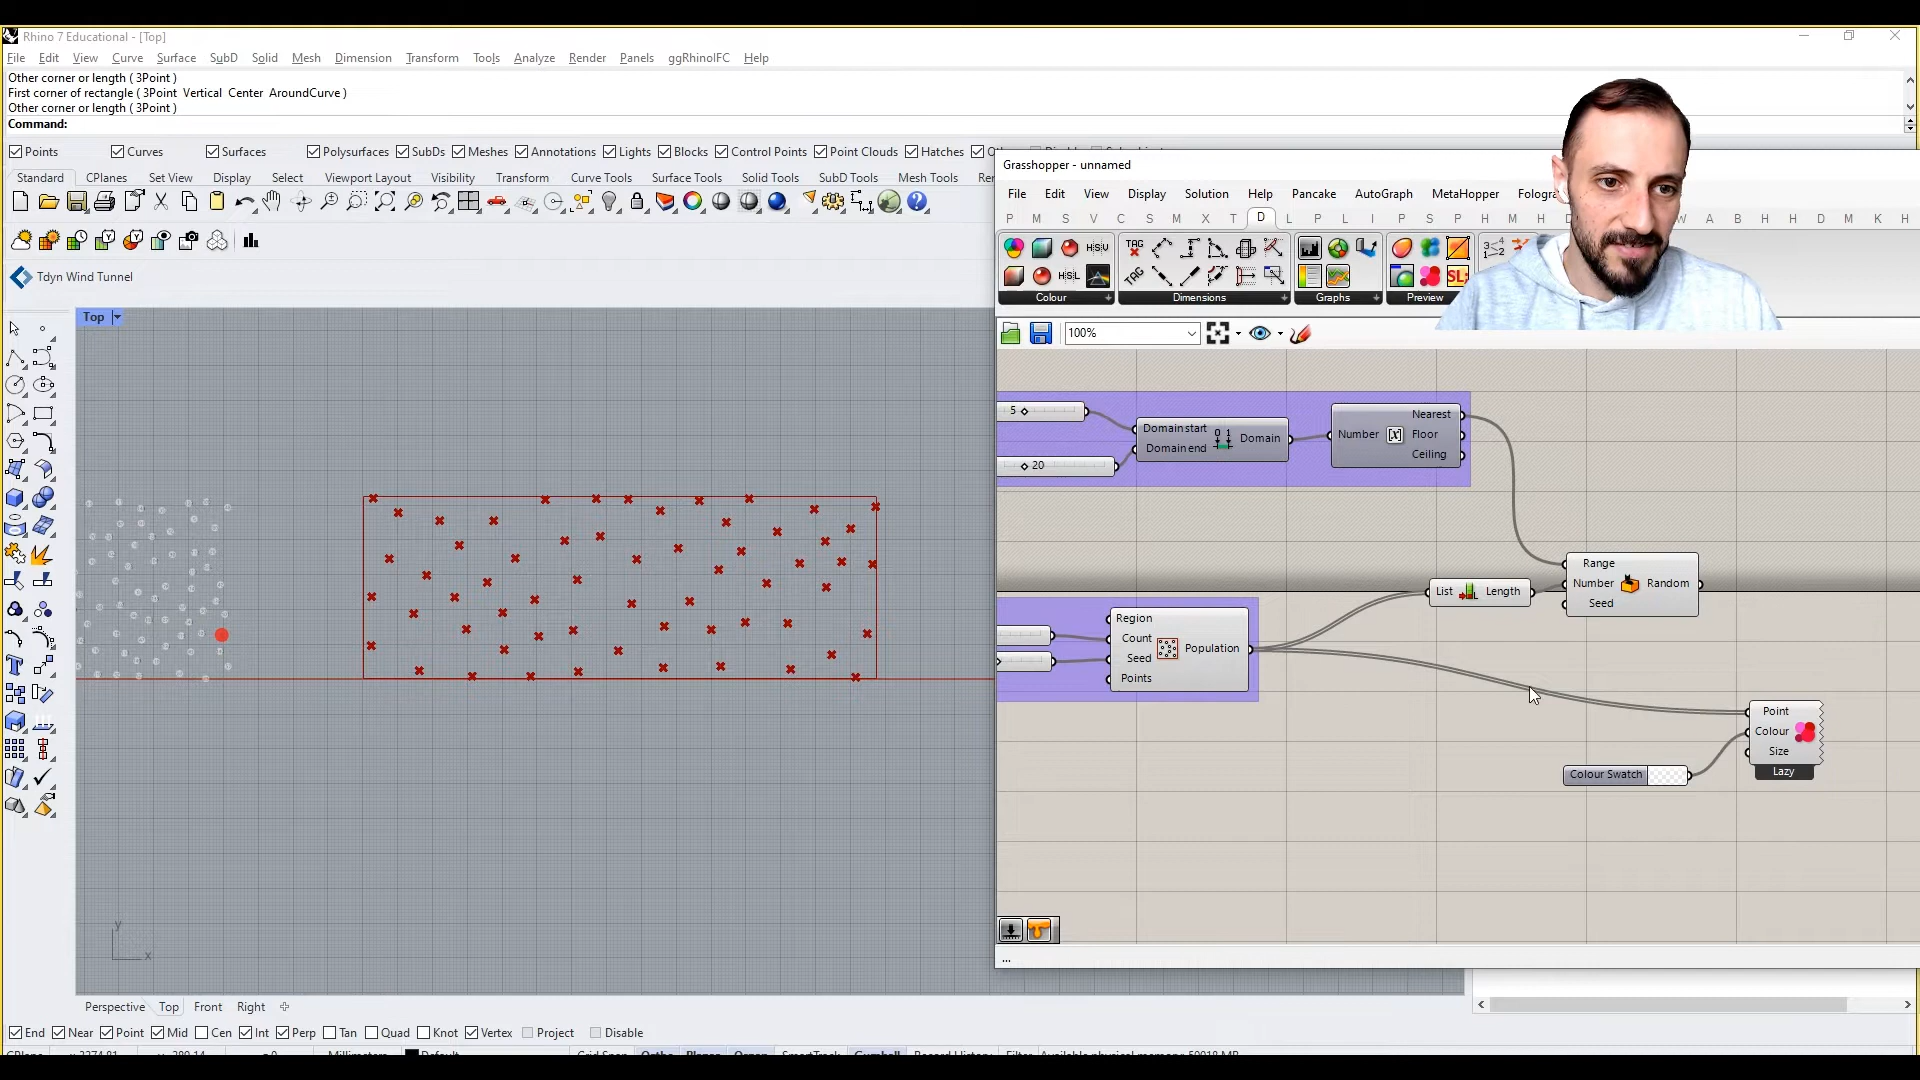 Rhino 7 Educational - [Top]
File Edit View Curve Surface SubD Solid Mesh Dimension Transform Tools Analyze Render Panels ggRhinoIFC Help
Other corner or length ( 3Point )
First corner of rectangle ( 3Point Vertical Center AroundCurve )
Other corner or length ( 3Point )
Command:
Points Curves Surfaces Polysurfaces SubDs Meshes Annotations Lights Blocks Control Points Point Clouds Hatches
Standard CPlanes Set View Display Select Viewport Layout Visibility Transform Curve Tools Surface Tools Solid Tools SubD Tools Mesh Tools
Tdyn Wind Tunnel
Top
Grasshopper - unnamed
File Edit View Display Solution Help Pancake AutoGraph MetaHopper
P M S V C S M X T D L P L I P S P H M S
W A B H H D M K H
Colour Dimensions Graphs Preview
100%
5
20
Domain start
Domain end
Domain
Number
Nearest
Floor
Ceiling
Range
Number
Seed
Random
List Length
Region
Count
Seed
Points
Population
Point
Colour
Size
Lazy
Colour Swatch
...
y
x
Perspective Top Front Right
End Near Point Mid Cen Int Perp Tan Quad Knot Vertex Project Disable